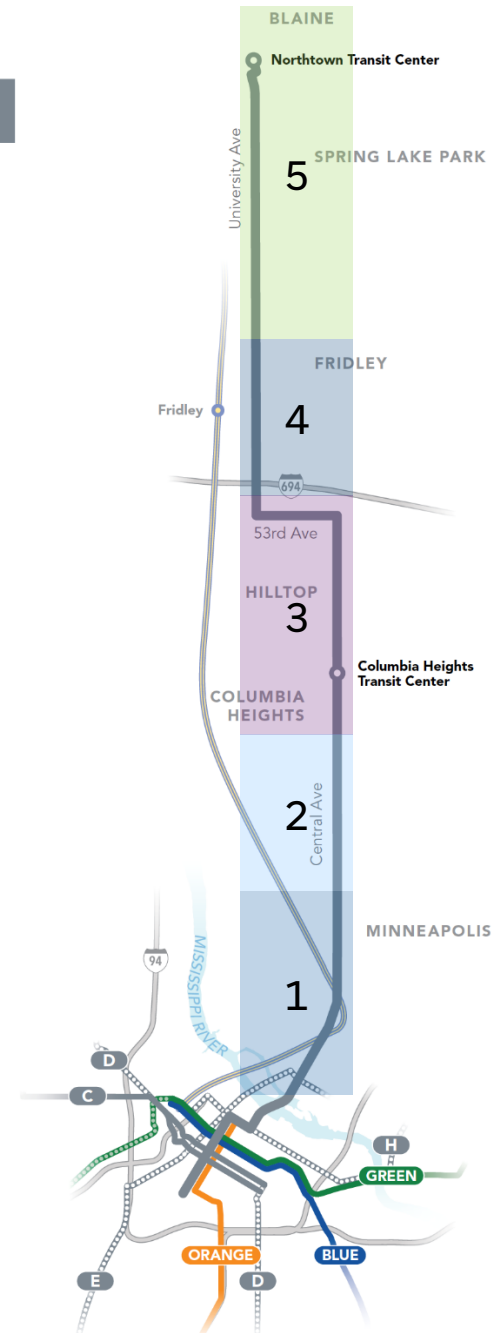 BLAINE
Northtown Transit Center
University Ave
SPRING LAKE PARK
5
FRIDLEY
Fridley
4
694
53rd Ave
HILLTOP
3
Columbia Heights
Transit Center
COLUMBIA
HEIGHTS
2
Central Ave
MINNEAPOLIS
94
MISSISSIPPI RIVER
1
D
C
H
GREEN
ORANGE
BLUE
E
D